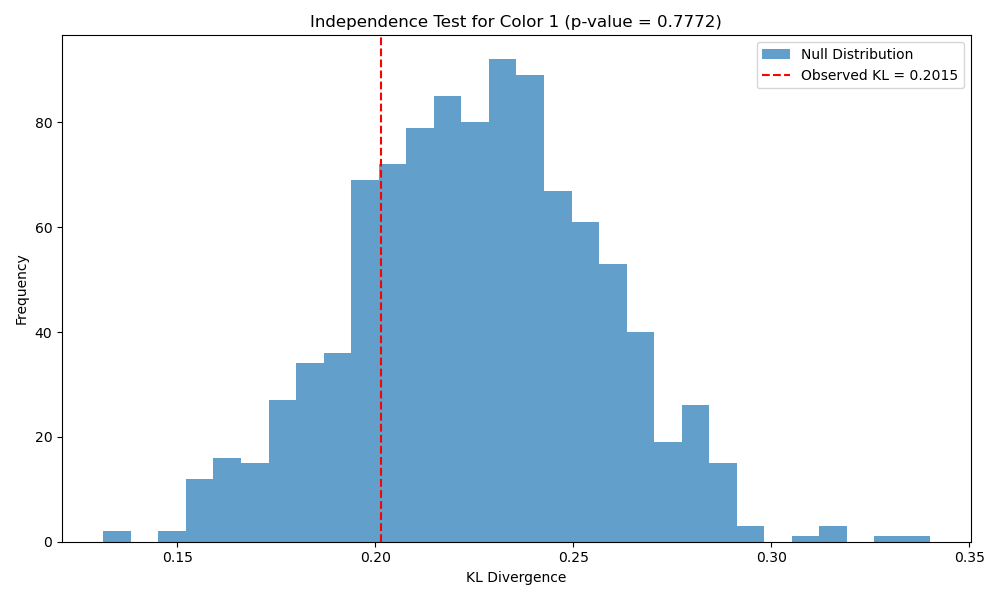 Independence Test for Color 1 (p-value = 0.7772)
Null Distribution
Observed KL = 0.2015
Frequency
80
60
40
20
0
0.15 0.20 0.25 0.30 0.35
KL Divergence